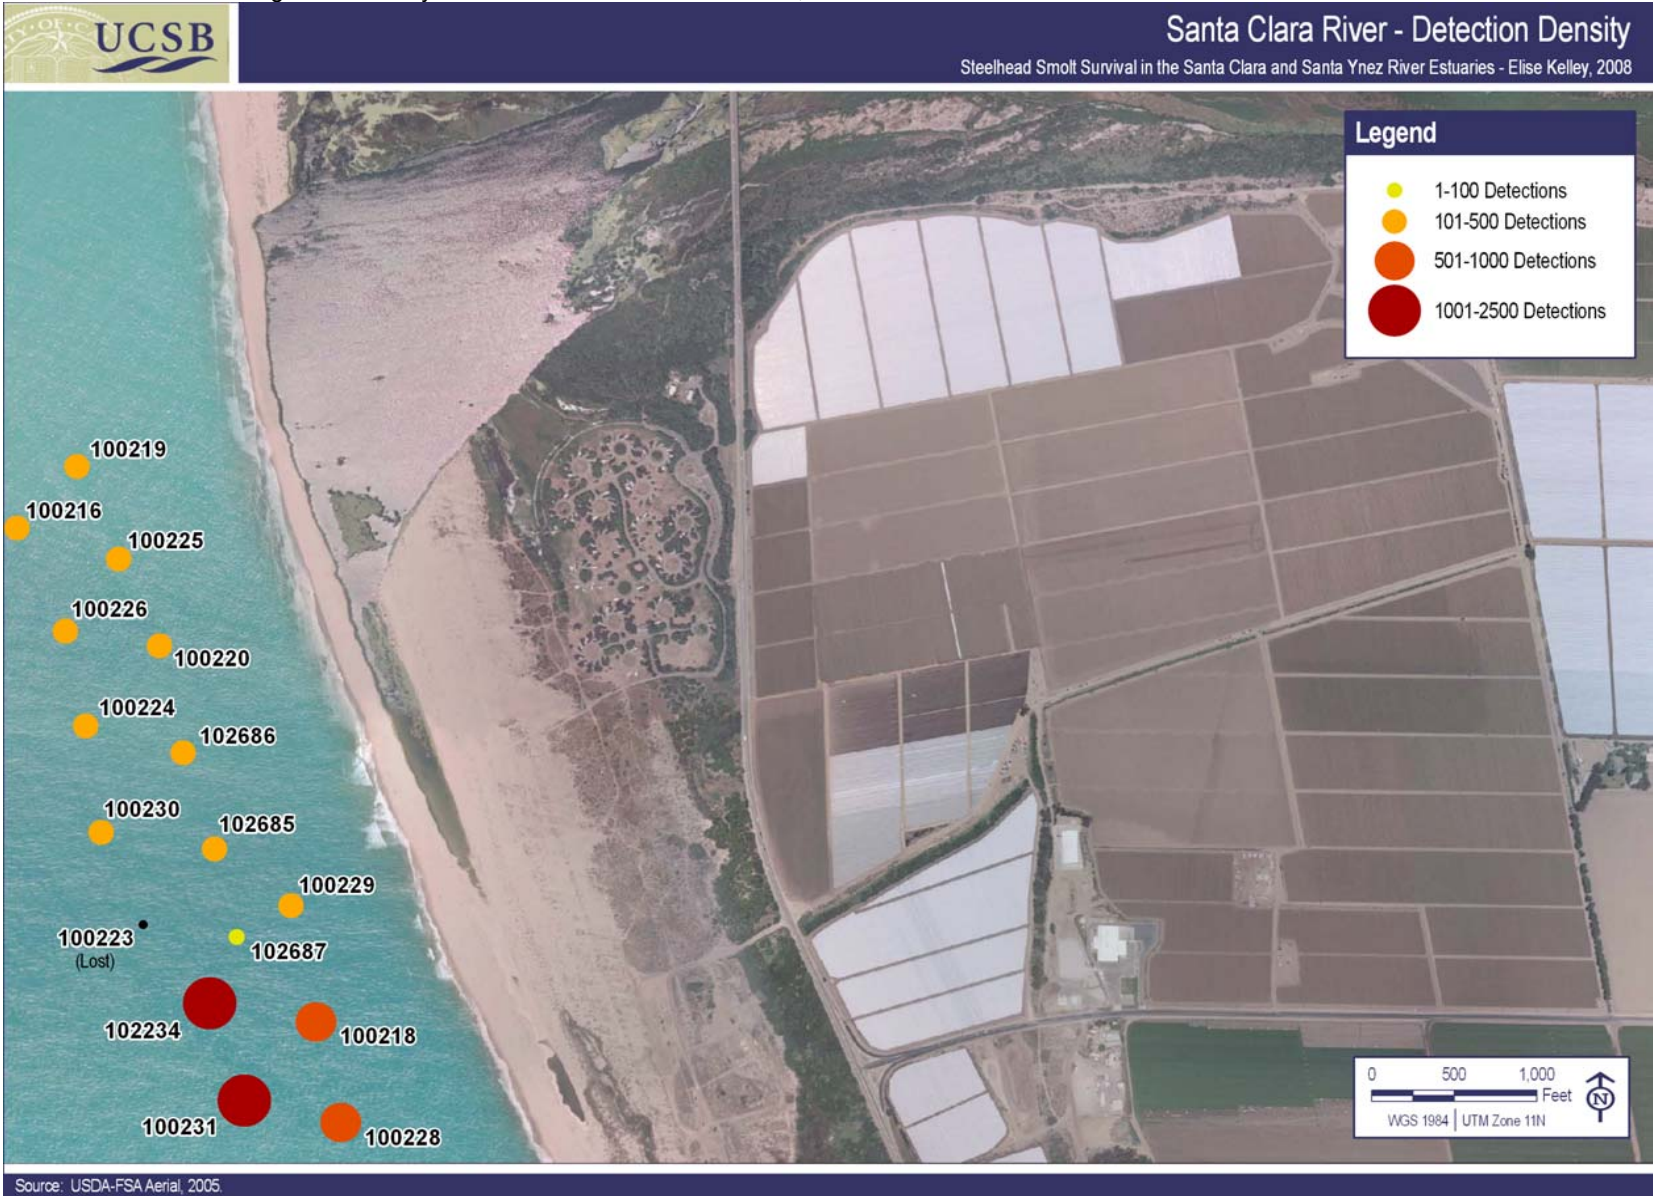 UCSB
Santa Clara River - Detection Density
Steelhead Smolt Survival in the Santa Clara and Santa Ynez River Estuaries - Elise Kelley, 2008
Legend
1-100 Detections
101-500 Detections
501-1000 Detections
1001-2500 Detections
100219
100216
100225
100226
100220
100224
102686
100230
102685
100229
100223
(Lost)
102687
102234
100218
100231
100228
0 500 1,000
Feet
N
WGS 1984 | UTM Zone 11N
Source: USDA-FSA Aerial, 2005.